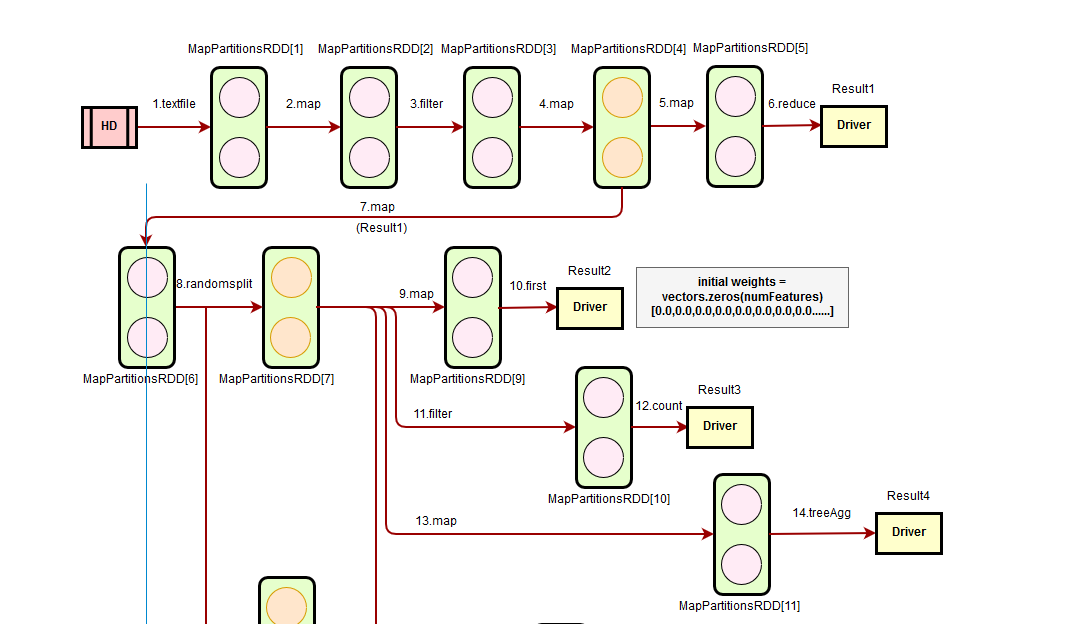 MapPartitionsRDD[1]
MapPartitionsRDD[2]
MapPartitionsRDD[3]
MapPartitionsRDD[4]
MapPartitionsRDD[5]
Result1
1.textfile
2.map
3.filter
4.map
5.map
6.reduce
HD
Driver
7.map
(Result1)
8.randomsplit
9.map
10.first
Result2
Driver
initial weights =
vectors.zeros(numFeatures)
[0.0,0.0,0.0,0.0,0.0,0.0,0.0,0.0......]
MapPartitionsRDD[6]
MapPartitionsRDD[7]
MapPartitionsRDD[9]
11.filter
12.count
Result3
Driver
MapPartitionsRDD[10]
13.map
14.treeAgg
Result4
Driver
MapPartitionsRDD[11]